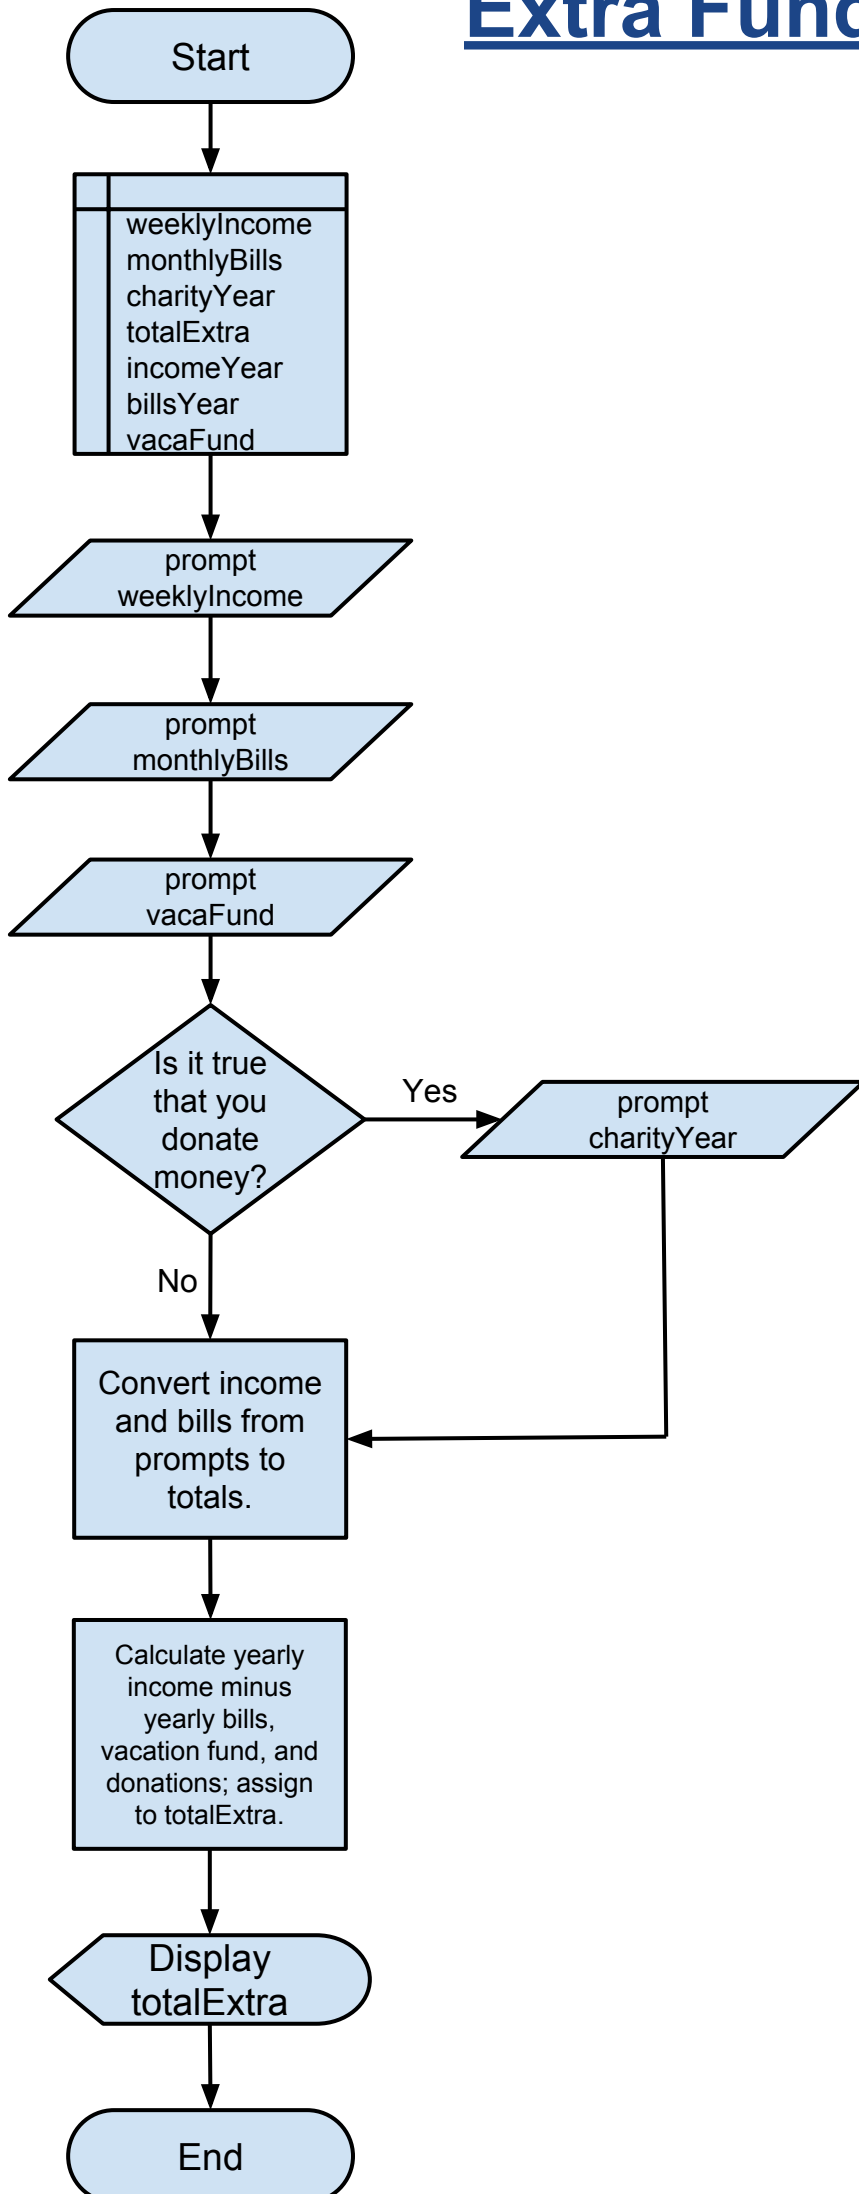 Extra Fund
Start
weeklyIncome
monthlyBills
charityYear
totalExtra
incomeYear
billsYear
vacaFund
prompt
weeklyIncome
prompt
monthlyBills
prompt
vacaFund
Is it true
that you
donate
money?
Yes
prompt
charityYear
No
Convert income
and bills from
prompts to
totals.
Calculate yearly
income minus
yearly bills,
vacation fund, and
donations; assign
to totalExtra.
Display
totalExtra
End